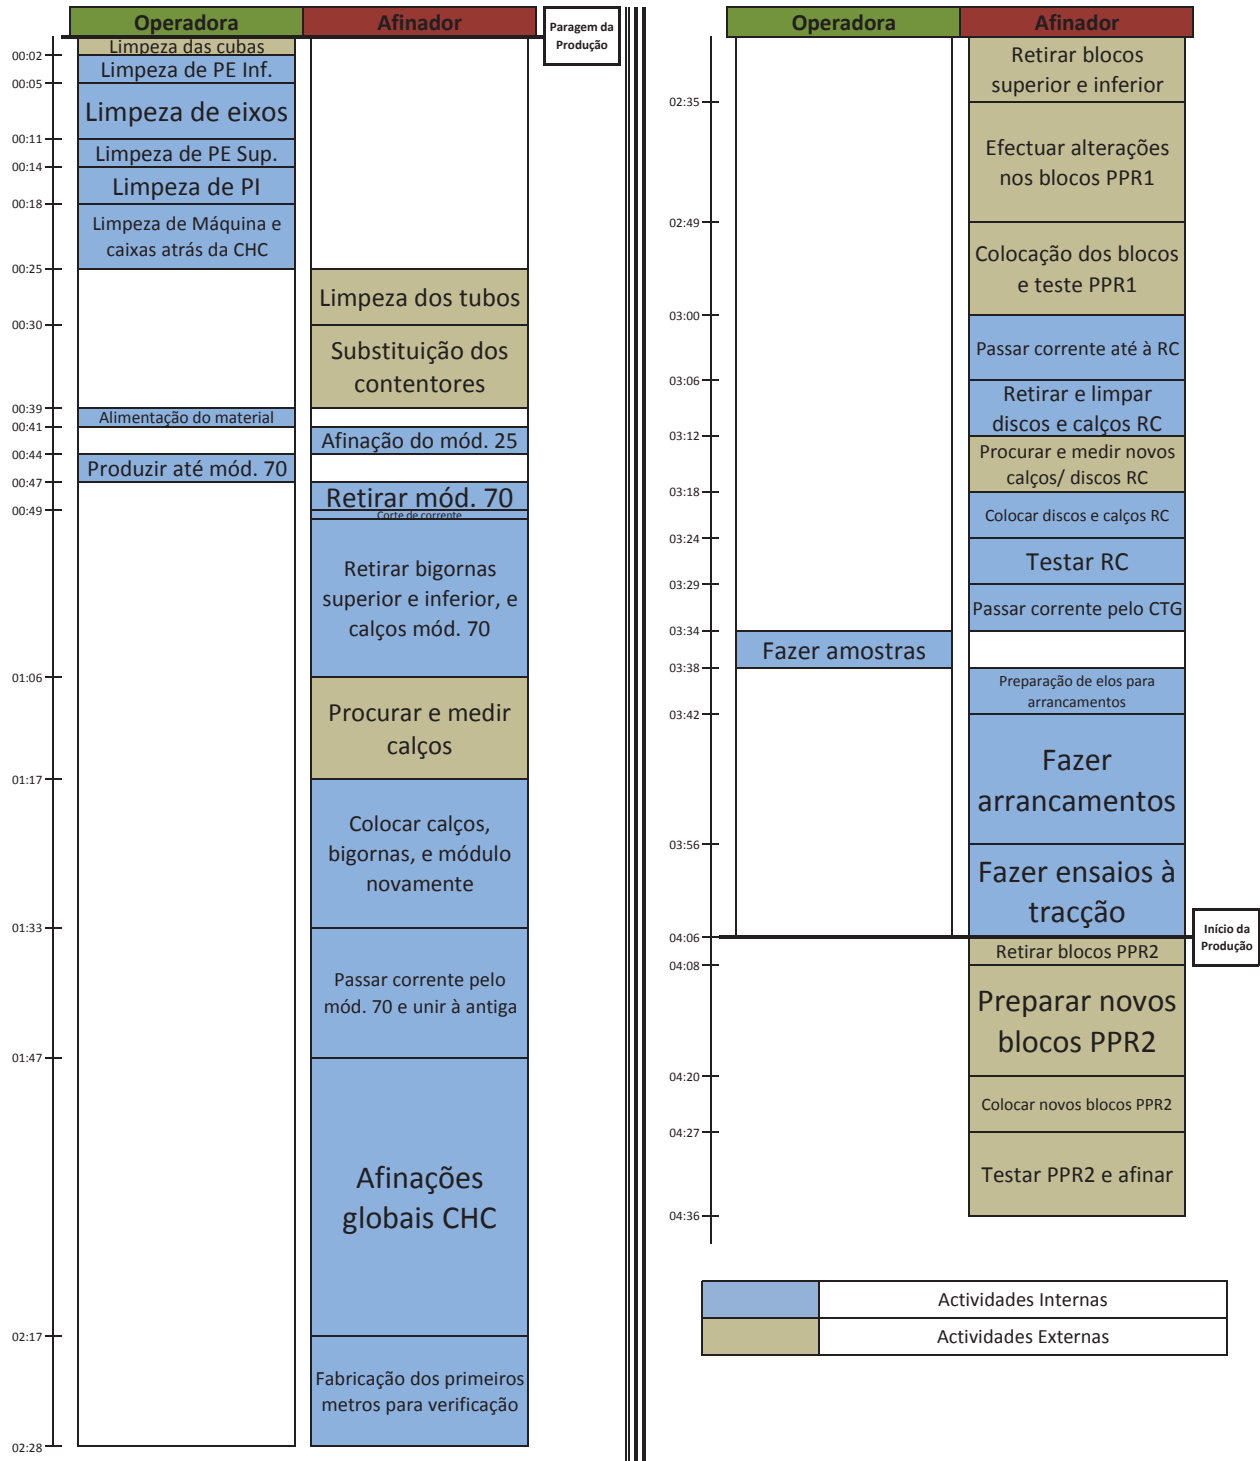 Operadora
Afinador
Paragem da
Produção
Limpeza das cubas
00:02
Limpeza de PE Inf.
00:05
Limpeza de eixos
00:11
Limpeza de PE Sup.
00:14
Limpeza de PI
00:18
Limpeza de Máquina e
caixas atrás da CHC
00:25
Limpeza dos tubos
00:30
Substituição dos
contentores
00:39
Alimentação do material
00:41
Afinação do mód. 25
00:44
Produzir até mód. 70
00:47
Retirar mód. 70
00:49
Corte de corrente
Retirar bigornas
superior e inferior, e
calços mód. 70
01:06
Procurar e medir
calços
01:17
Colocar calços,
bigornas, e módulo
novamente
01:33
Passar corrente pelo
mód. 70 e unir à antiga
01:47
Afinações
globais CHC
02:17
Fabricação dos primeiros
metros para verificação
02:28
Operadora
Afinador
Retirar blocos
superior e inferior
02:35
Efectuar alterações
nos blocos PPR1
02:49
Colocação dos blocos
e teste PPR1
03:00
Passar corrente até à RC
03:06
Retirar e limpar
discos e calços RC
03:12
Procurar e medir novos
calços/ discos RC
03:18
Colocar discos e calços RC
03:24
Testar RC
03:29
Passar corrente pelo CTG
03:34
Fazer amostras
03:38
Preparação de elos para
arrancamentos
03:42
Fazer
arrancamentos
03:56
Fazer ensaios à
tracção
04:06
Início da
Produção
Retirar blocos PPR2
04:08
Preparar novos
blocos PPR2
04:20
Colocar novos blocos PPR2
04:27
Testar PPR2 e afinar
04:36
Actividades Internas
Actividades Externas